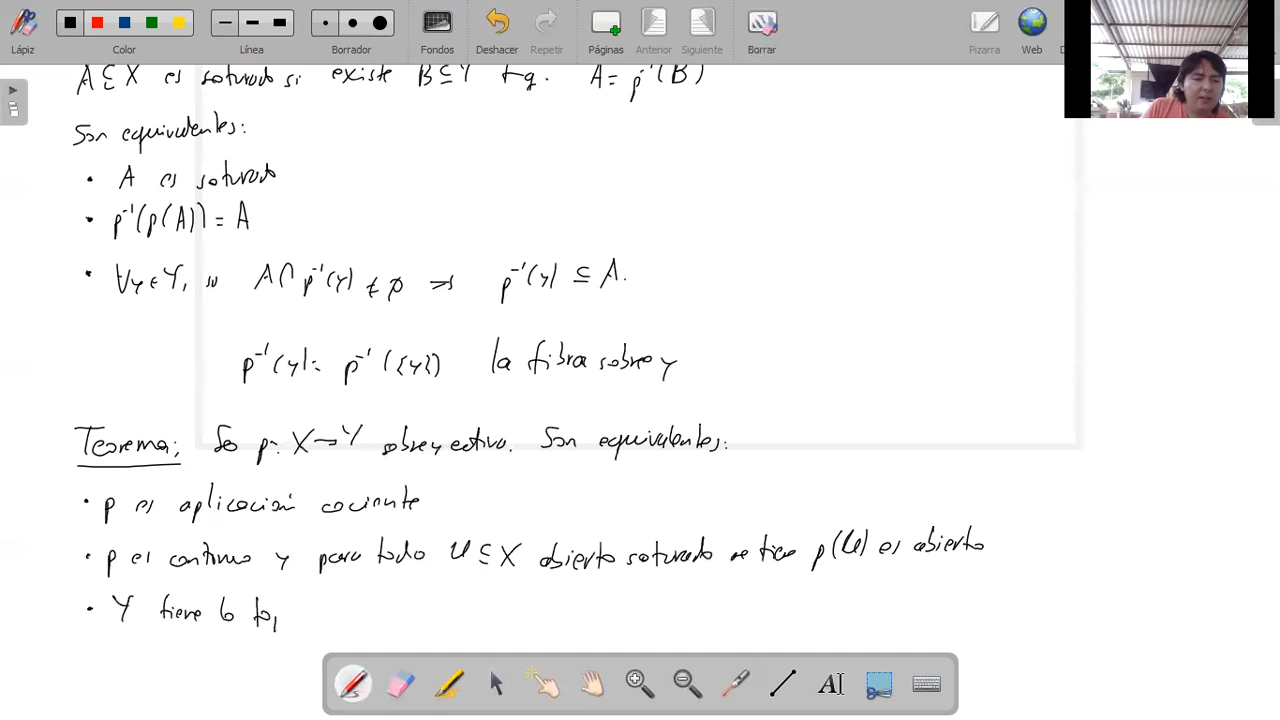 Lápiz Color Línea Borrador Fondos Deshacer Repetir Páginas Anterior Siguiente Borrar Pizarra Web
A ⊆ X es saturado si existe B ⊆ Y tq. A = p⁻¹(B)
Son equivalentes:
• A es saturado
• p⁻¹(p(A)) = A
• ∀y ∈ Y, si A ∩ p⁻¹(y) ≠ ∅ ⇒ p⁻¹(y) ⊆ A.
p⁻¹(y) = p⁻¹({y}) la fibra sobre y
Teorema: Sea p: X → Y sobreyectiva. Son equivalentes:
• p es aplicación cociente
• p es continua y para todo U ⊆ X abierto saturado se tiene p(U) es abierto
• Y tiene la top